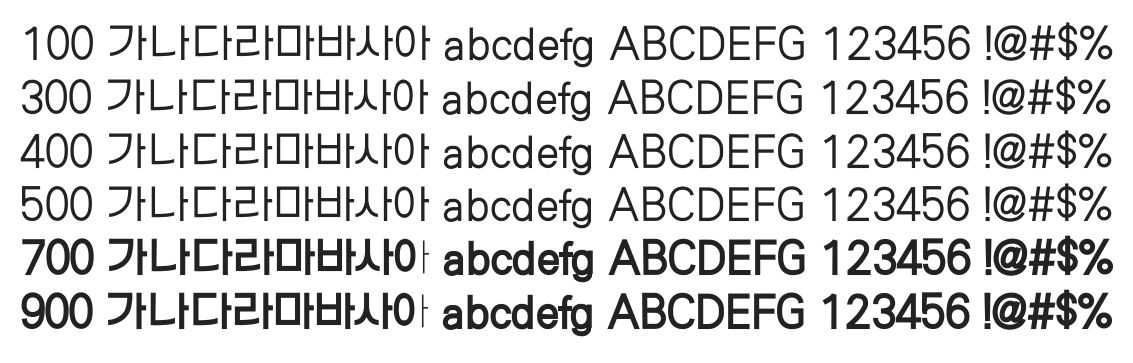 100 가나다라마바사아 abcdefg ABCDEFG 123456 !@#$%
300 가나다라마바사아 abcdefg ABCDEFG 123456 !@#$%
400 가나다라마바사아 abcdefg ABCDEFG 123456 !@#$%
500 가나다라마바사아 abcdefg ABCDEFG 123456 !@#$%
700 가나다라마바사아 abcdefg ABCDEFG 123456 !@#$%
900 가나다라마바사아 abcdefg ABCDEFG 123456 !@#$%